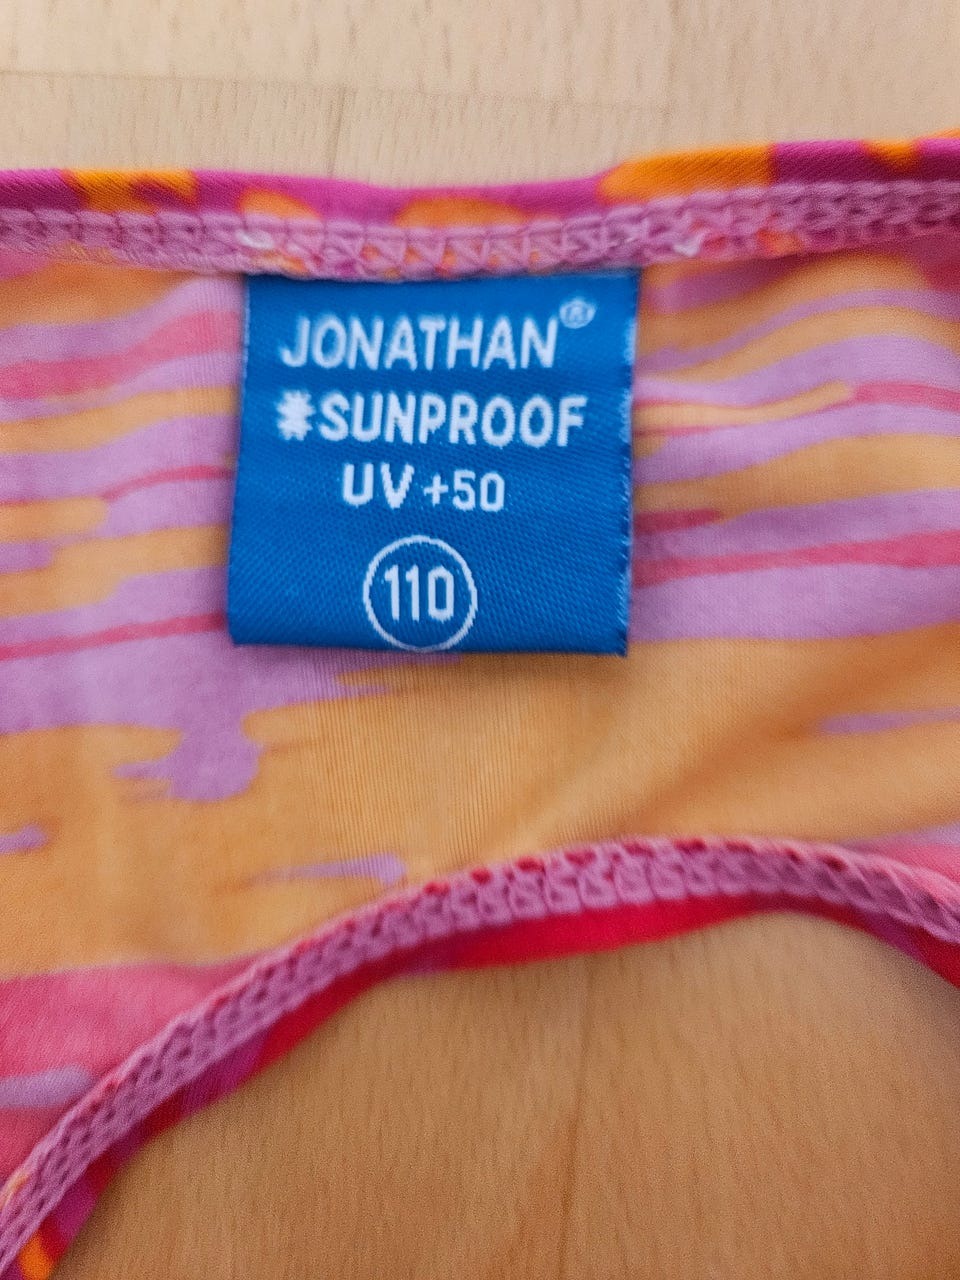 JONATHAN®
SUNPROOF
UV +50
110